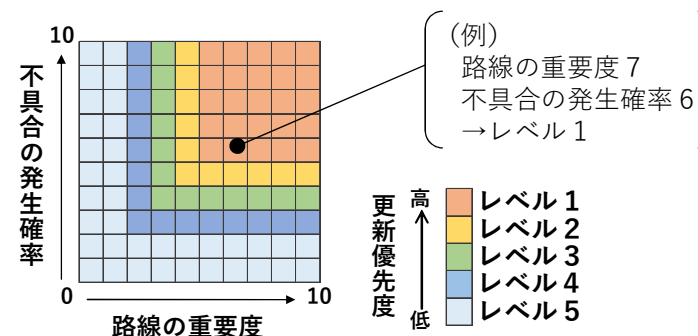 10
不具合の発生確率
0
路線の重要度
10
(例)
路線の重要度７
不具合の発生確率６
→レベル１
更新優先度
高
低
レベル１
レベル２
レベル３
レベル４
レベル５